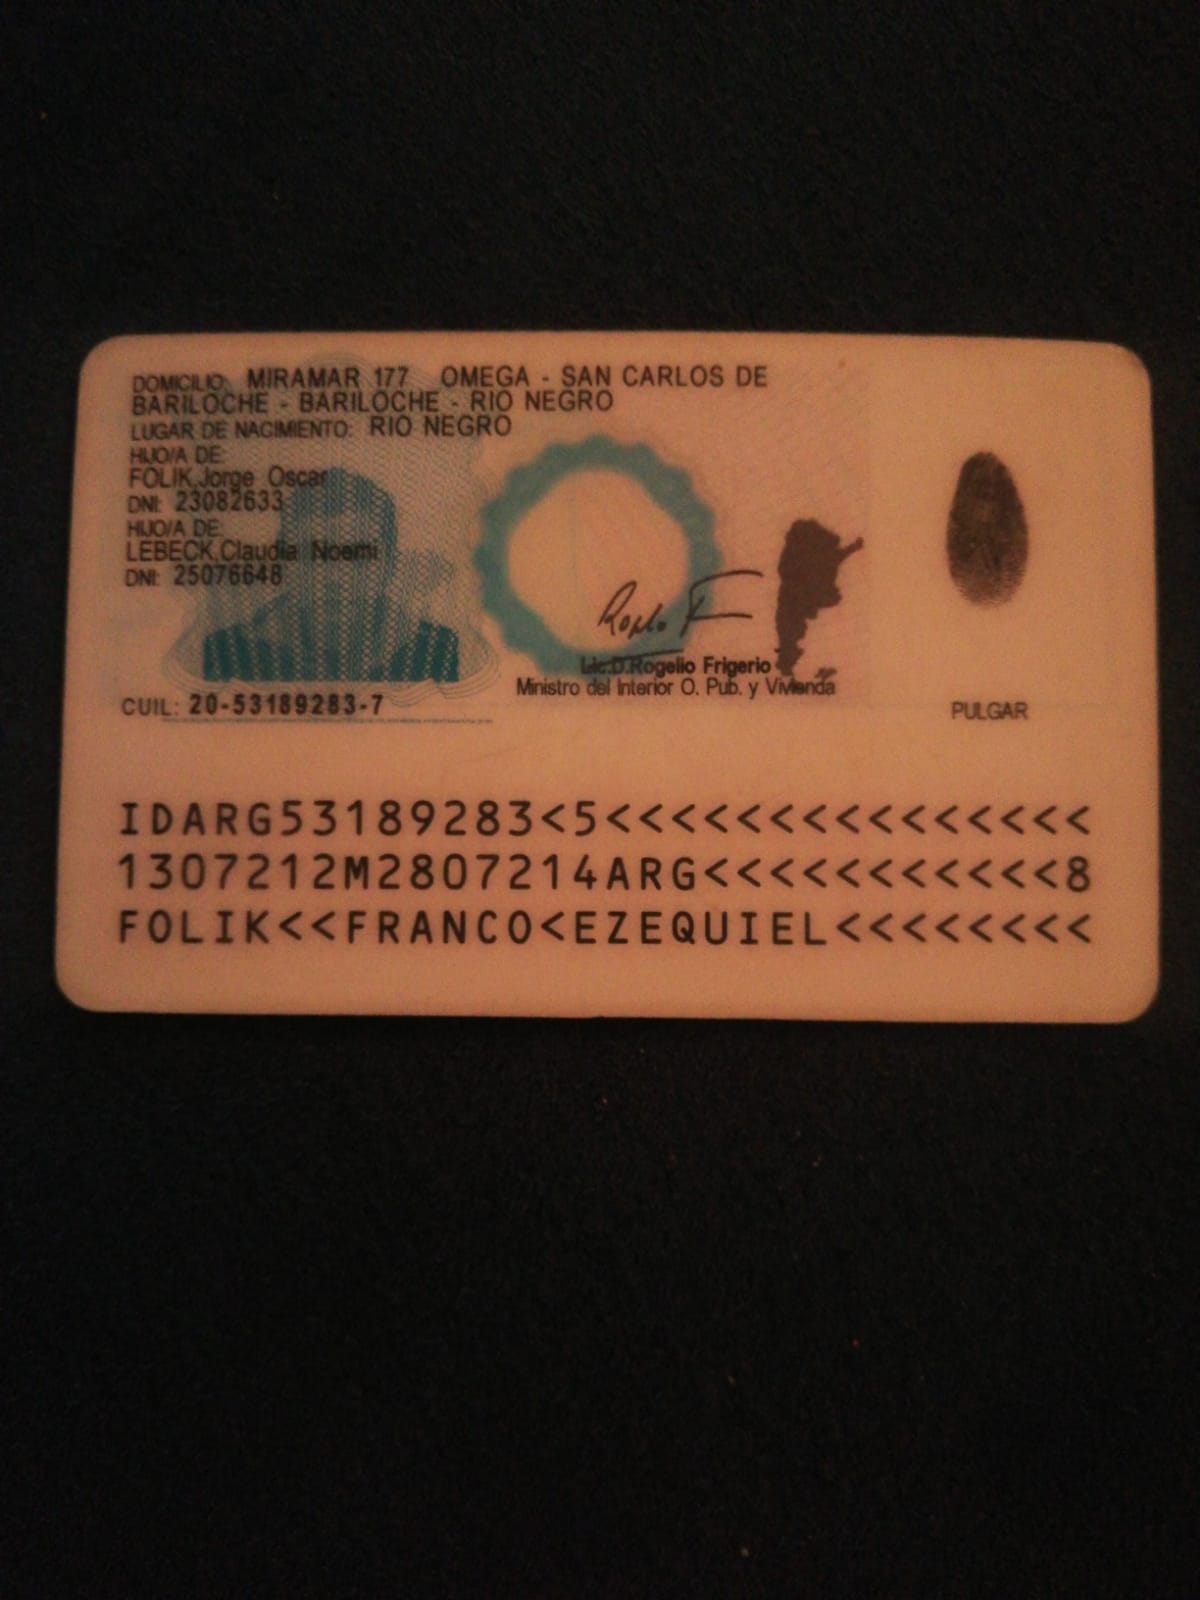 DOMICILIO: MIRAMAR 177 OMEGA - SAN CARLOS DE
BARILOCHE - BARILOCHE - RIO NEGRO
LUGAR DE NACIMIENTO: RIO NEGRO
HIJO/A DE:
FOLIK,Jorge Oscar
DNI: 23082633
HIJO/A DE:
LEBECK,Claudia Noemi
DNI: 25076648
Lic.D.Rogelio Frigerio
Ministro del Interior O. Pub. y Vivienda
CUIL: 20-53189283-7
PULGAR
IDARG53189283<5<<<<<<<<<<<<<<<
1307212M2807214ARG<<<<<<<<<<<8
FOLIK<<FRANCO<EZEQUIEL<<<<<<<<